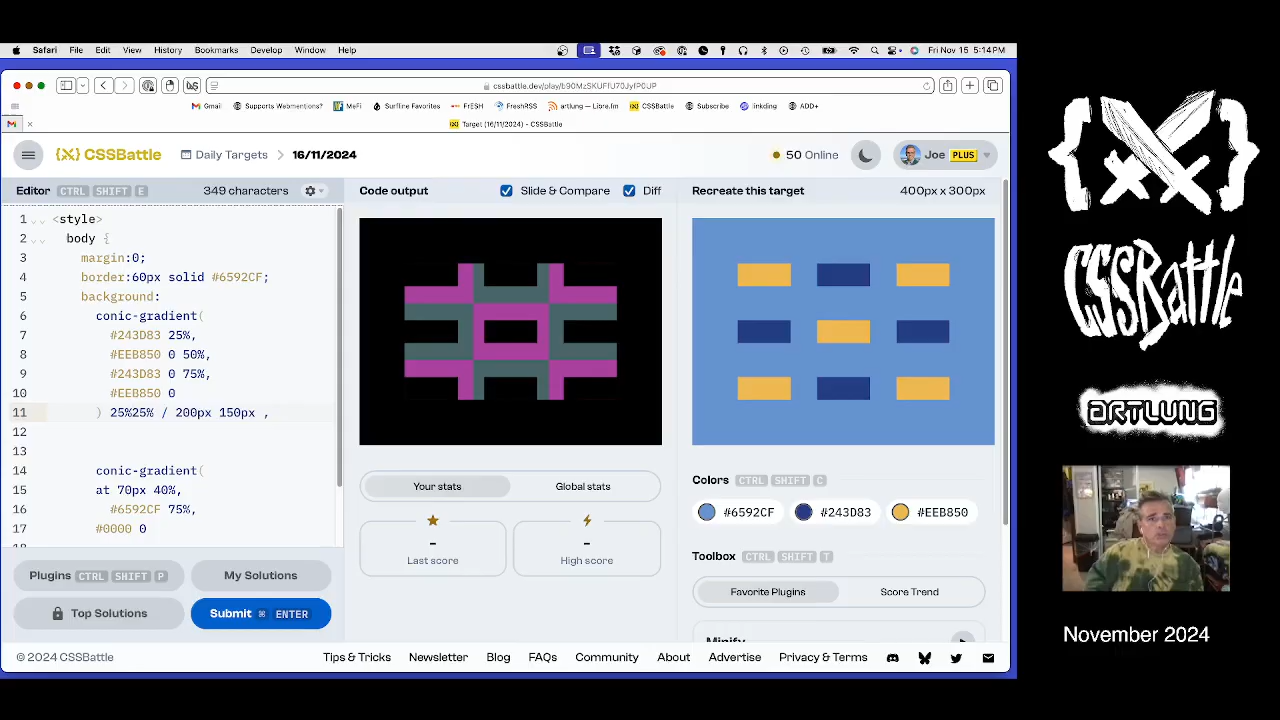 Safari File Edit View History Bookmarks Develop Window Help Fri Nov 15 5:14PM
cssbattle.dev/play/b90MzSKUFfU70JyfP0UP
Gmail Supports Webmentions? MeFi Surfline Favorites FrESH FreshRSS artlung — Libre.fm CSSBattle Subscribe inkding ADD+
Target (16/11/2024) - CSSBattle
CSSBattle Daily Targets 16/11/2024 50 Online Joe PLUS
Editor CTRL SHIFT E 349 characters
Code output Slide & Compare Diff
Recreate this target 400px x 300px
1 <style>
2 body {
3 margin:0;
4 border:60px solid #6592CF;
5 background:
6 conic-gradient(
7 #243D83 25%,
8 #EEB850 0 50%,
9 #243D83 0 75%,
10 #EEB850 0
11 ) 25%25% / 200px 150px ,
12
13
14 conic-gradient(
15 at 70px 40%,
16 #6592CF 75%,
17 #0000 0
Your stats Global stats
-
Last score
-
High score
Colors CTRL SHIFT C
#6592CF #243D83 #EEB850
Toolbox CTRL SHIFT T
Favorite Plugins Score Trend
Minify
Plugins CTRL SHIFT P My Solutions
Top Solutions Submit ⌘ ENTER
© 2024 CSSBattle Tips & Tricks Newsletter Blog FAQs Community About Advertise Privacy & Terms
CSSBattle
ARTLUNG
November 2024